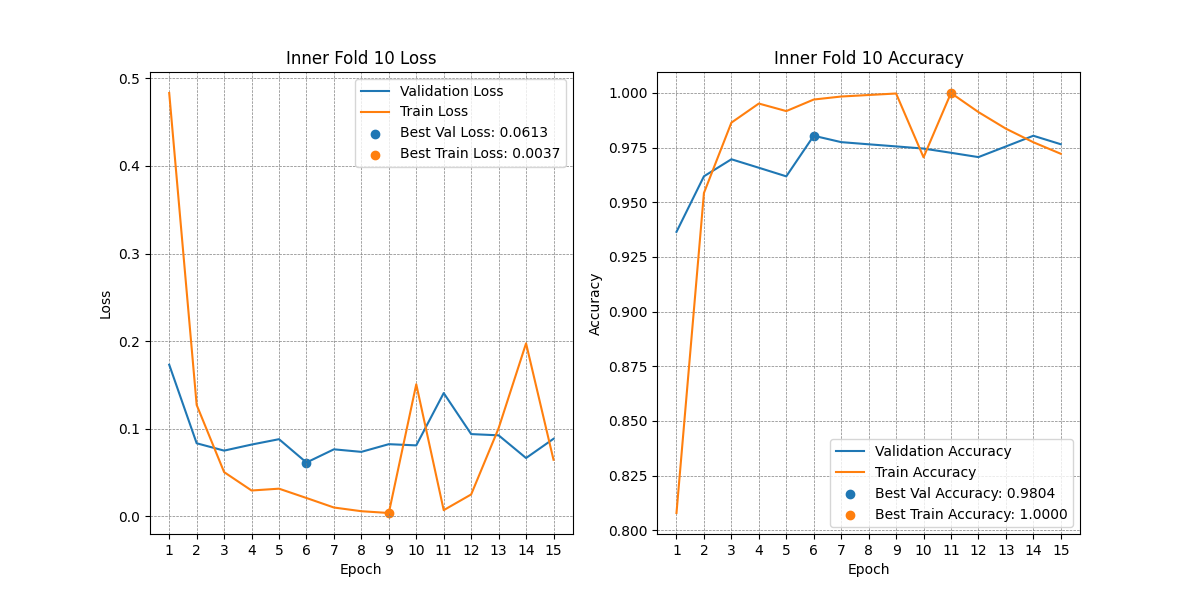 Inner Fold 10 Loss
0.5
0.4
0.3
0.2
0.1
0.0
Loss
Validation Loss
Train Loss
Best Val Loss: 0.0613
Best Train Loss: 0.0037
1 2 3 4 5 6 7 8 9 10 11 12 13 14 15
Epoch
Inner Fold 10 Accuracy
1.000
0.975
0.950
0.925
0.900
0.875
0.850
0.825
0.800
Accuracy
Validation Accuracy
Train Accuracy
Best Val Accuracy: 0.9804
Best Train Accuracy: 1.0000
1 2 3 4 5 6 7 8 9 10 11 12 13 14 15
Epoch